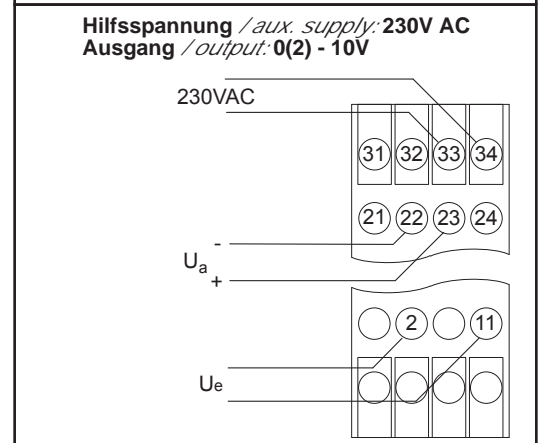 Hilfsspannung / aux. supply: 230V AC
Ausgang / output: 0(2) - 10V
230VAC
31 32 33 34
21 22 23 24
-
Ua
+
2 11
Ue